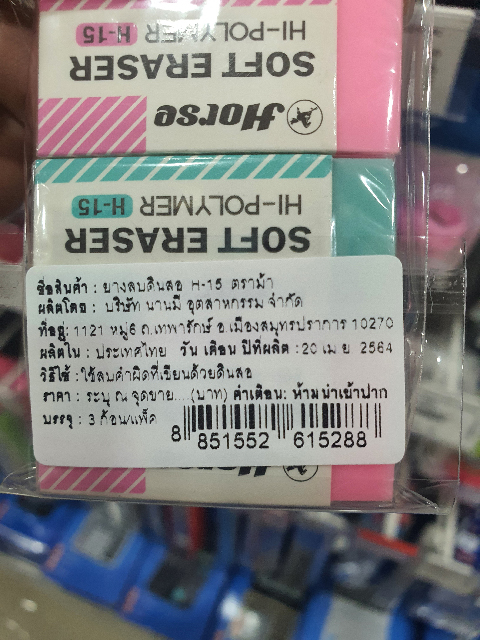 HI-POLYMER H-15
SOFT ERASER
Horse
HI-POLYMER H-15
SOFT ERASER
ชื่อสินค้า : ยางลบดินสอ H-15 ตราม้า
ผลิตโดย : บริษัท นานมี อุตสาหกรรม จำกัด
ที่อยู่ : 1121 หมู่6 ถ.เทพารักษ์ อ.เมืองสมุทรปราการ 10270
ผลิตใน : ประเทศไทย วัน เดือน ปีที่ผลิต : 20 เม ย 2564
วิธีใช้ : ใช้ลบคำผิดที่เขียนด้วยดินสอ
ราคา : ระบุ ณ จุดขาย....(บาท) คำเตือน: ห้ามนำเข้าปาก
บรรจุ : 3 ก้อน/แพ็ค
8 851552 615288
Horse